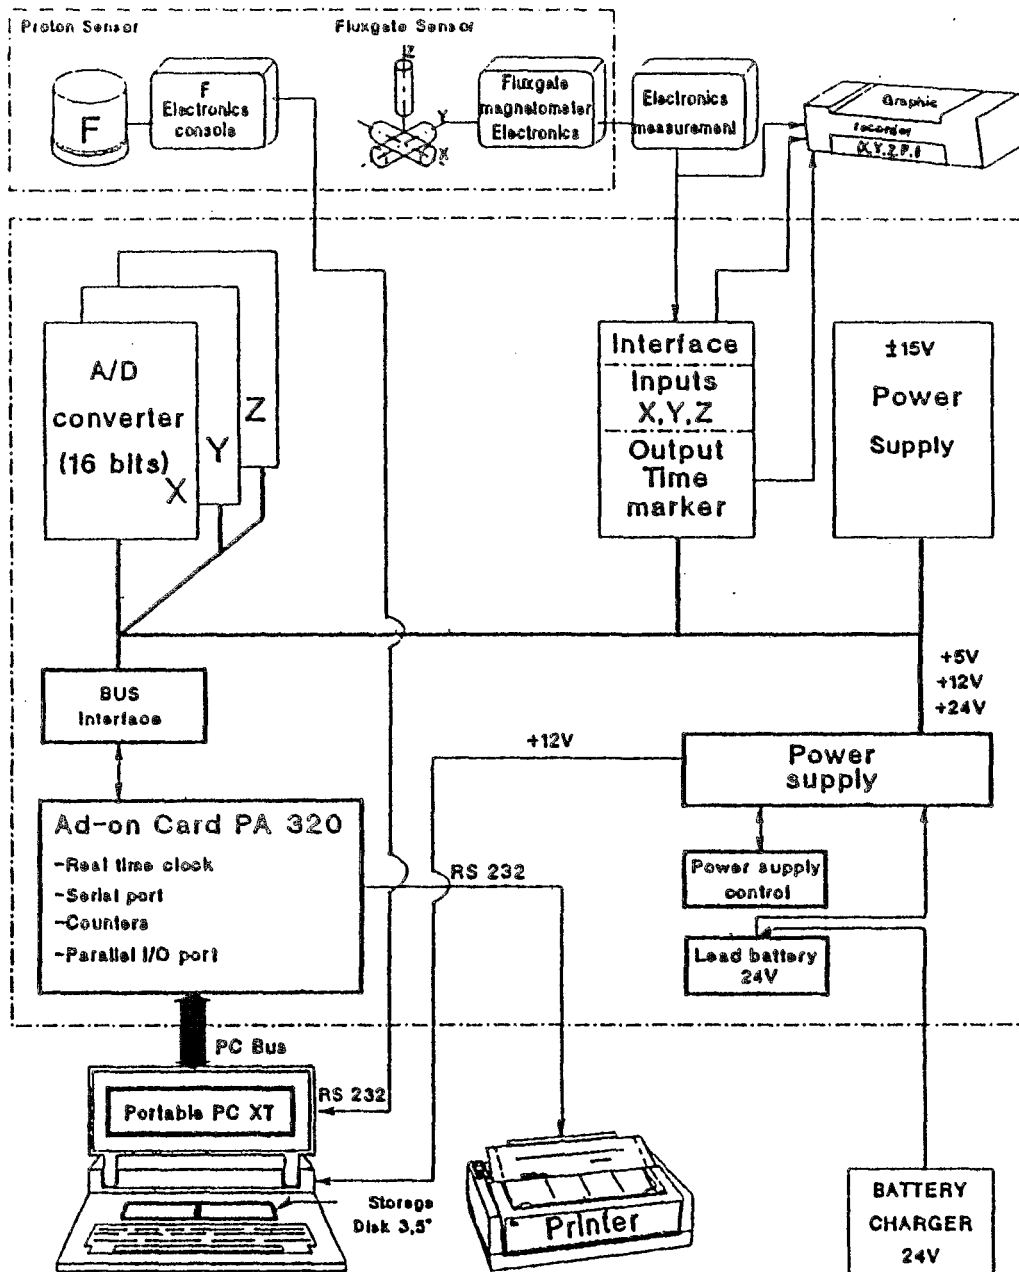 Proton Sensor
Fluxgate Sensor
F
F
Electronics
console
Z
Y
X
Fluxgate
magnetometer
Electronics
Electronics
measurement
Graphic
recorder
A/D
converter
(16 bits)
X
Y
Z
Interface
Inputs
X,Y,Z
Output
Time
marker
±15V
Power
Supply
BUS
Interface
+5V
+12V
+24V
+12V
Power
supply
Ad-on Card PA 320
-Real time clock
-Serial port
-Counters
-Parallel I/O port
RS 232
Power supply
control
Lead battery
24V
PC Bus
RS 232
Portable PC XT
Storage
Disk 3,5"
Printer
BATTERY
CHARGER
24V